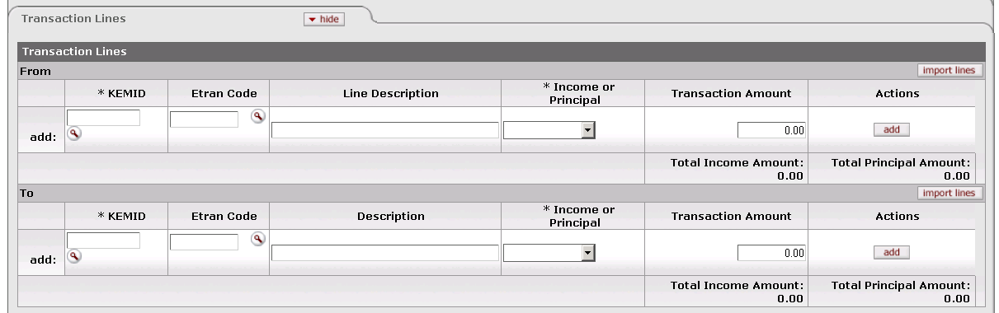 Transaction Lines hide
Transaction Lines
From import lines
* KEMID Etran Code Line Description * Income or Principal Transaction Amount Actions
add: 0.00 add
Total Income Amount: Total Principal Amount:
0.00 0.00
To import lines
* KEMID Etran Code Description * Income or Principal Transaction Amount Actions
add: 0.00 add
Total Income Amount: Total Principal Amount:
0.00 0.00